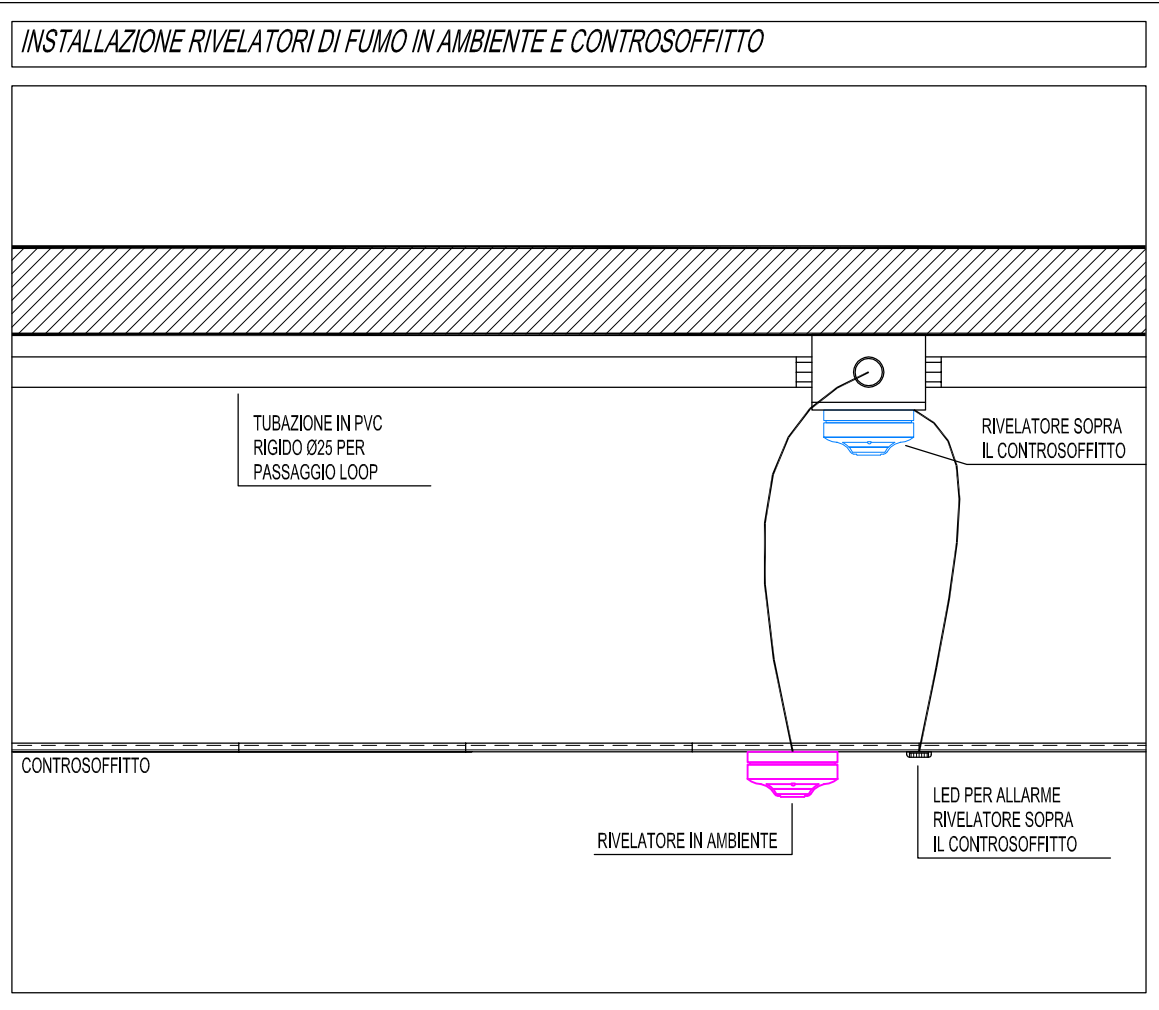 INSTALLAZIONE RIVELATORI DI FUMO IN AMBIENTE E CONTROSOFFITTO
TUBAZIONE IN PVC
RIGIDO Ø25 PER
PASSAGGIO LOOP
RIVELATORE SOPRA
IL CONTROSOFFITTO
CONTROSOFFITTO
RIVELATORE IN AMBIENTE
LED PER ALLARME
RIVELATORE SOPRA
IL CONTROSOFFITTO